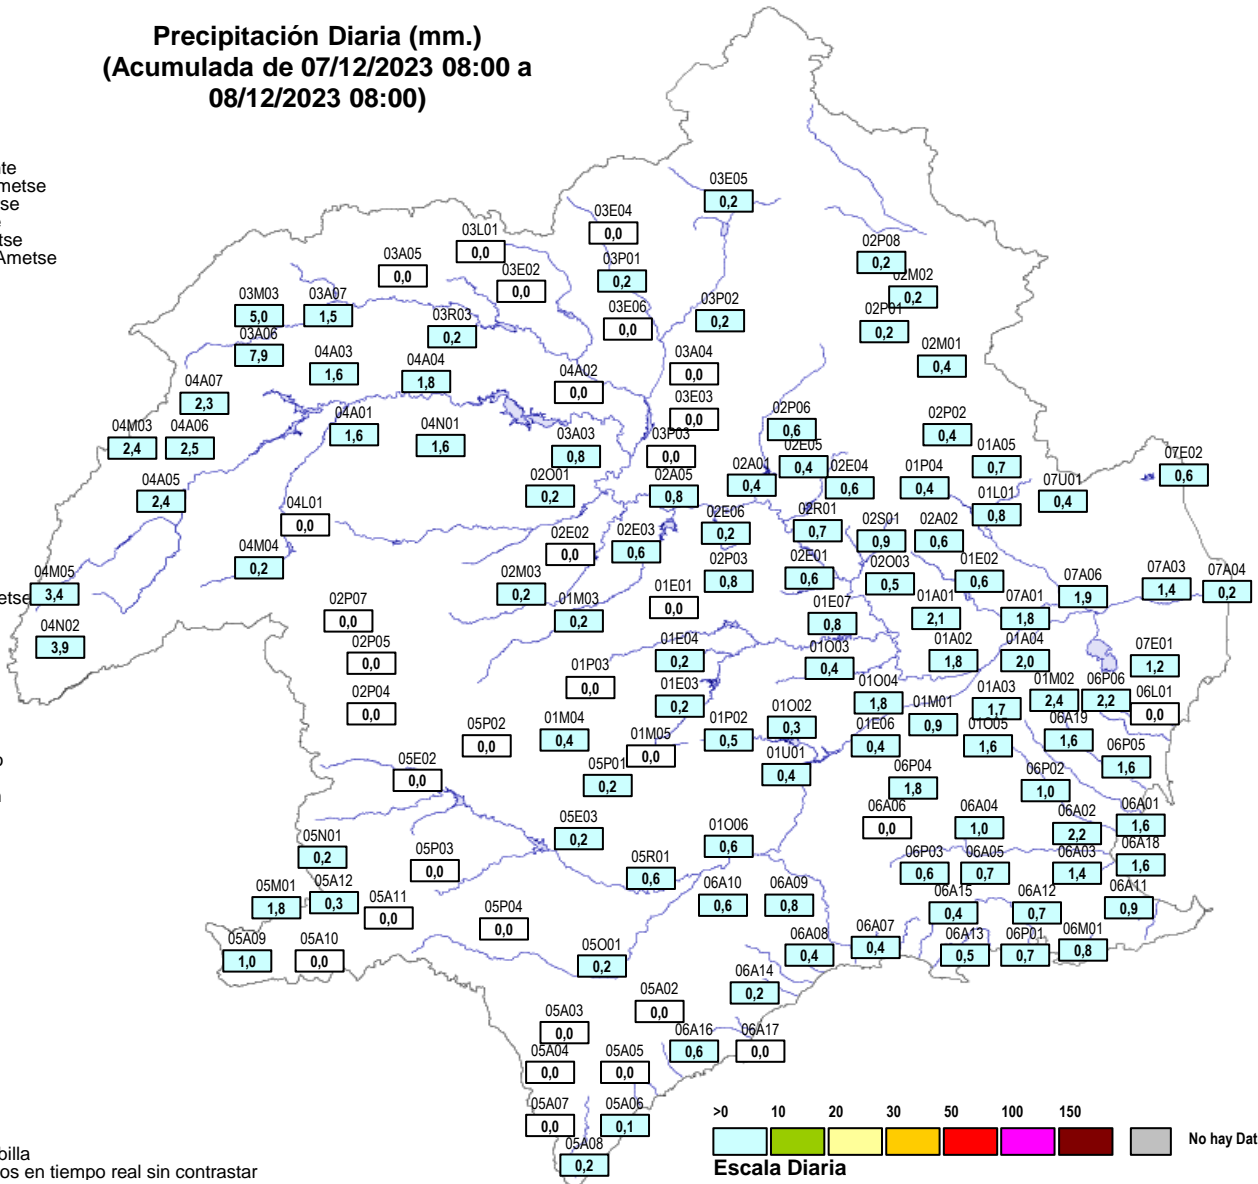 Precipitación Diaria (mm.)
(Acumulada de 07/12/2023 08:00 a
08/12/2023 08:00)
nte
metse
se
e
tse
Ametse
03E05
0,2
03E04
0,0
03L01
0,0
03A05
0,0
03E02
0,0
03P01
0,2
02P08
0,2
02M02
0,2
03M03
5,0
03A07
1,5
03R03
0,2
03E06
0,0
03P02
0,2
02P01
0,2
03A06
7,9
04A03
1,6
04A04
1,8
04A02
0,0
03A04
0,0
02M01
0,4
04A07
2,3
03E03
0,0
04M03
2,4
04A06
2,5
04A01
1,6
04N01
1,6
03A03
0,8
03P03
0,0
02P06
0,6
02P02
0,4
02E05
0,4
01A05
0,7
07E02
0,6
04A05
2,4
02O01
0,2
02A05
0,8
02A01
0,4
02E04
0,6
01P04
0,4
07U01
0,4
04L01
0,0
01L01
0,8
02E06
0,2
02R01
0,7
02S01
0,9
02A02
0,6
02E02
0,0
02E03
0,6
04M04
0,2
04M05
3,4
etse
02M03
0,2
02P03
0,8
02E01
0,6
02O03
0,5
01E02
0,6
07A06
1,9
07A03
1,4
07A04
0,2
01M03
0,2
01E01
0,0
02P07
0,0
01E07
0,8
01A01
2,1
07A01
1,8
04N02
3,9
02P05
0,0
01E04
0,2
01O03
0,4
01A02
1,8
01A04
2,0
07E01
1,2
01P03
0,0
02P04
0,0
01E03
0,2
01O04
1,8
01M02
2,4
06P06
2,2
06L01
0,0
01A03
1,7
05P02
0,0
01M04
0,4
01M05
0,0
01P02
0,5
01O02
0,3
01E06
0,4
01M01
0,9
01O05
1,6
06A19
1,6
05E02
0,0
05P01
0,2
01U01
0,4
06P04
1,8
06P02
1,0
06P05
1,6
o
05E03
0,2
06A06
0,0
06A04
1,0
06A02
2,2
06A01
1,6
05N01
0,2
05P03
0,0
01O06
0,6
06P03
0,6
06A05
0,7
06A03
1,4
06A18
1,6
05R01
0,6
05M01
1,8
05A12
0,3
05A11
0,0
06A10
0,6
06A09
0,8
06A15
0,4
06A12
0,7
06A11
0,9
05P04
0,0
05A09
1,0
05A10
0,0
05O01
0,2
06A08
0,4
06A07
0,4
06A13
0,5
06P01
0,7
06M01
0,8
06A14
0,2
05A02
0,0
05A03
0,0
06A16
0,6
06A17
0,0
05A04
0,0
05A05
0,0
05A07
0,0
05A06
0,1
05A08
0,2
>0 10 20 30 50 100 150
No hay Dat
Escala Diaria
billa
os en tiempo real sin contrastar